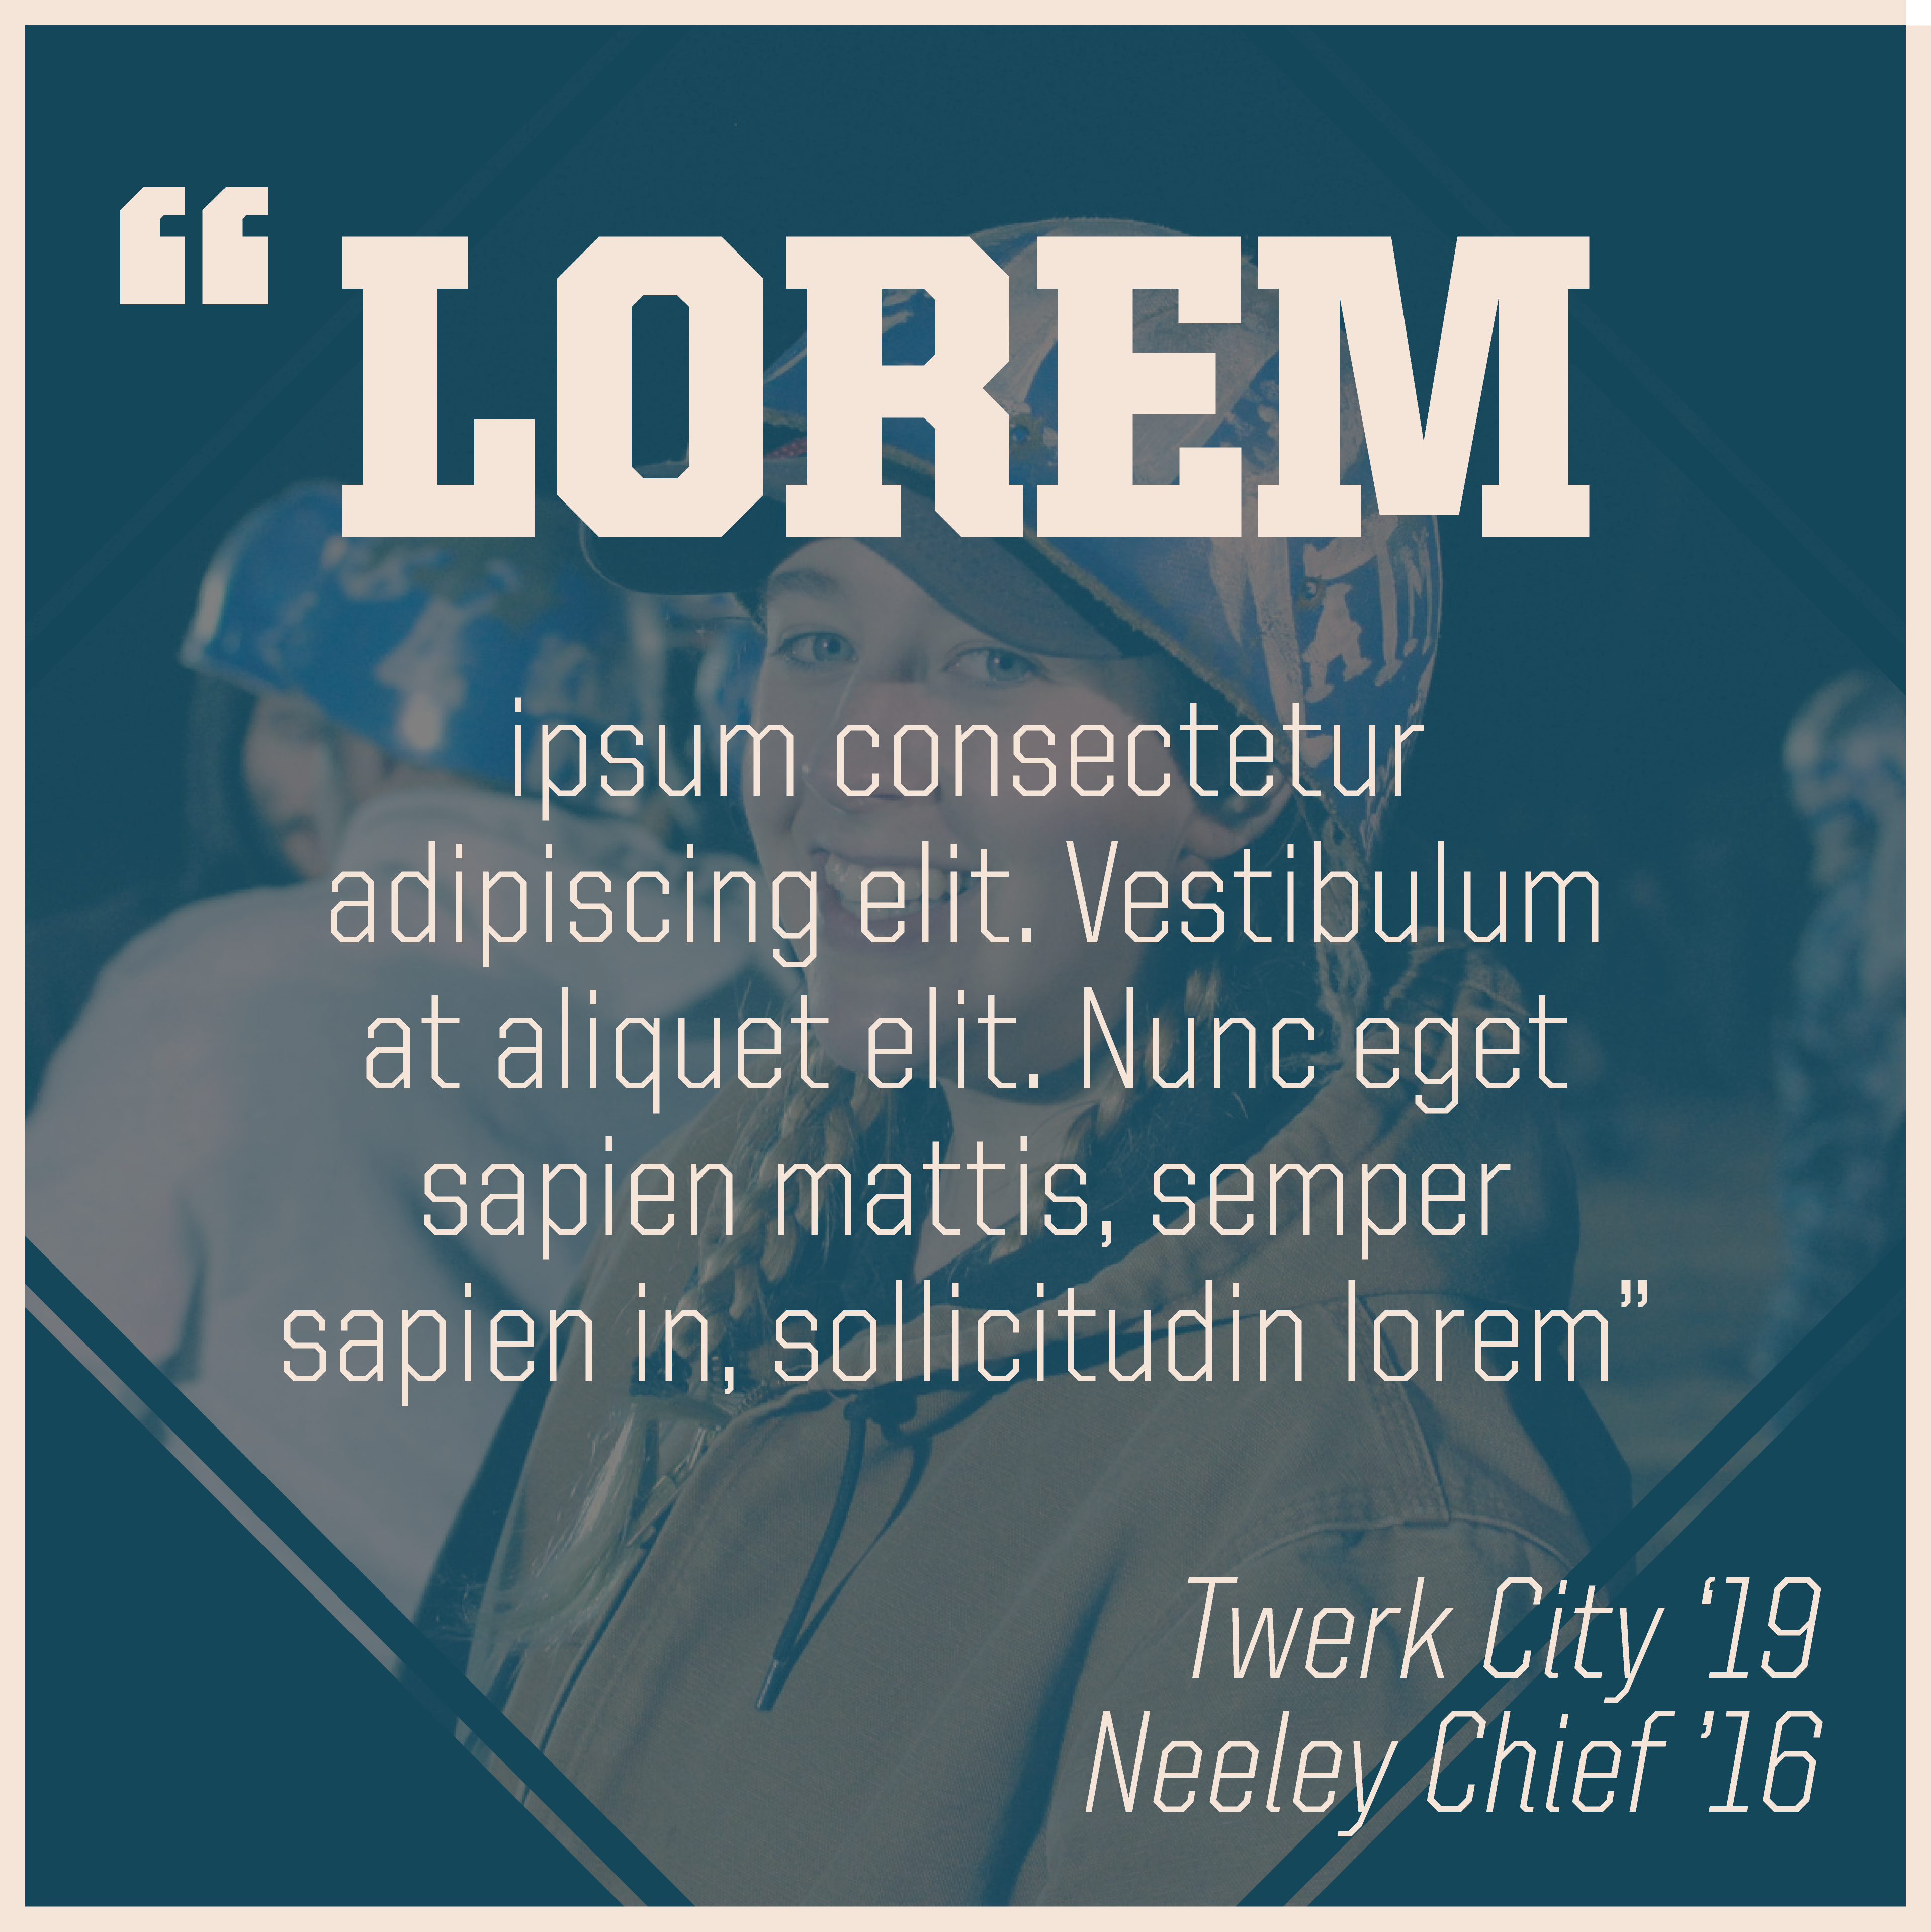 “LOREM
ipsum consectetur
adipiscing elit. Vestibulum
at aliquet elit. Nunc eget
sapien mattis, semper
sapien in, sollicitudin lorem”
Twerk City ‘19
Neeley Chief ’16